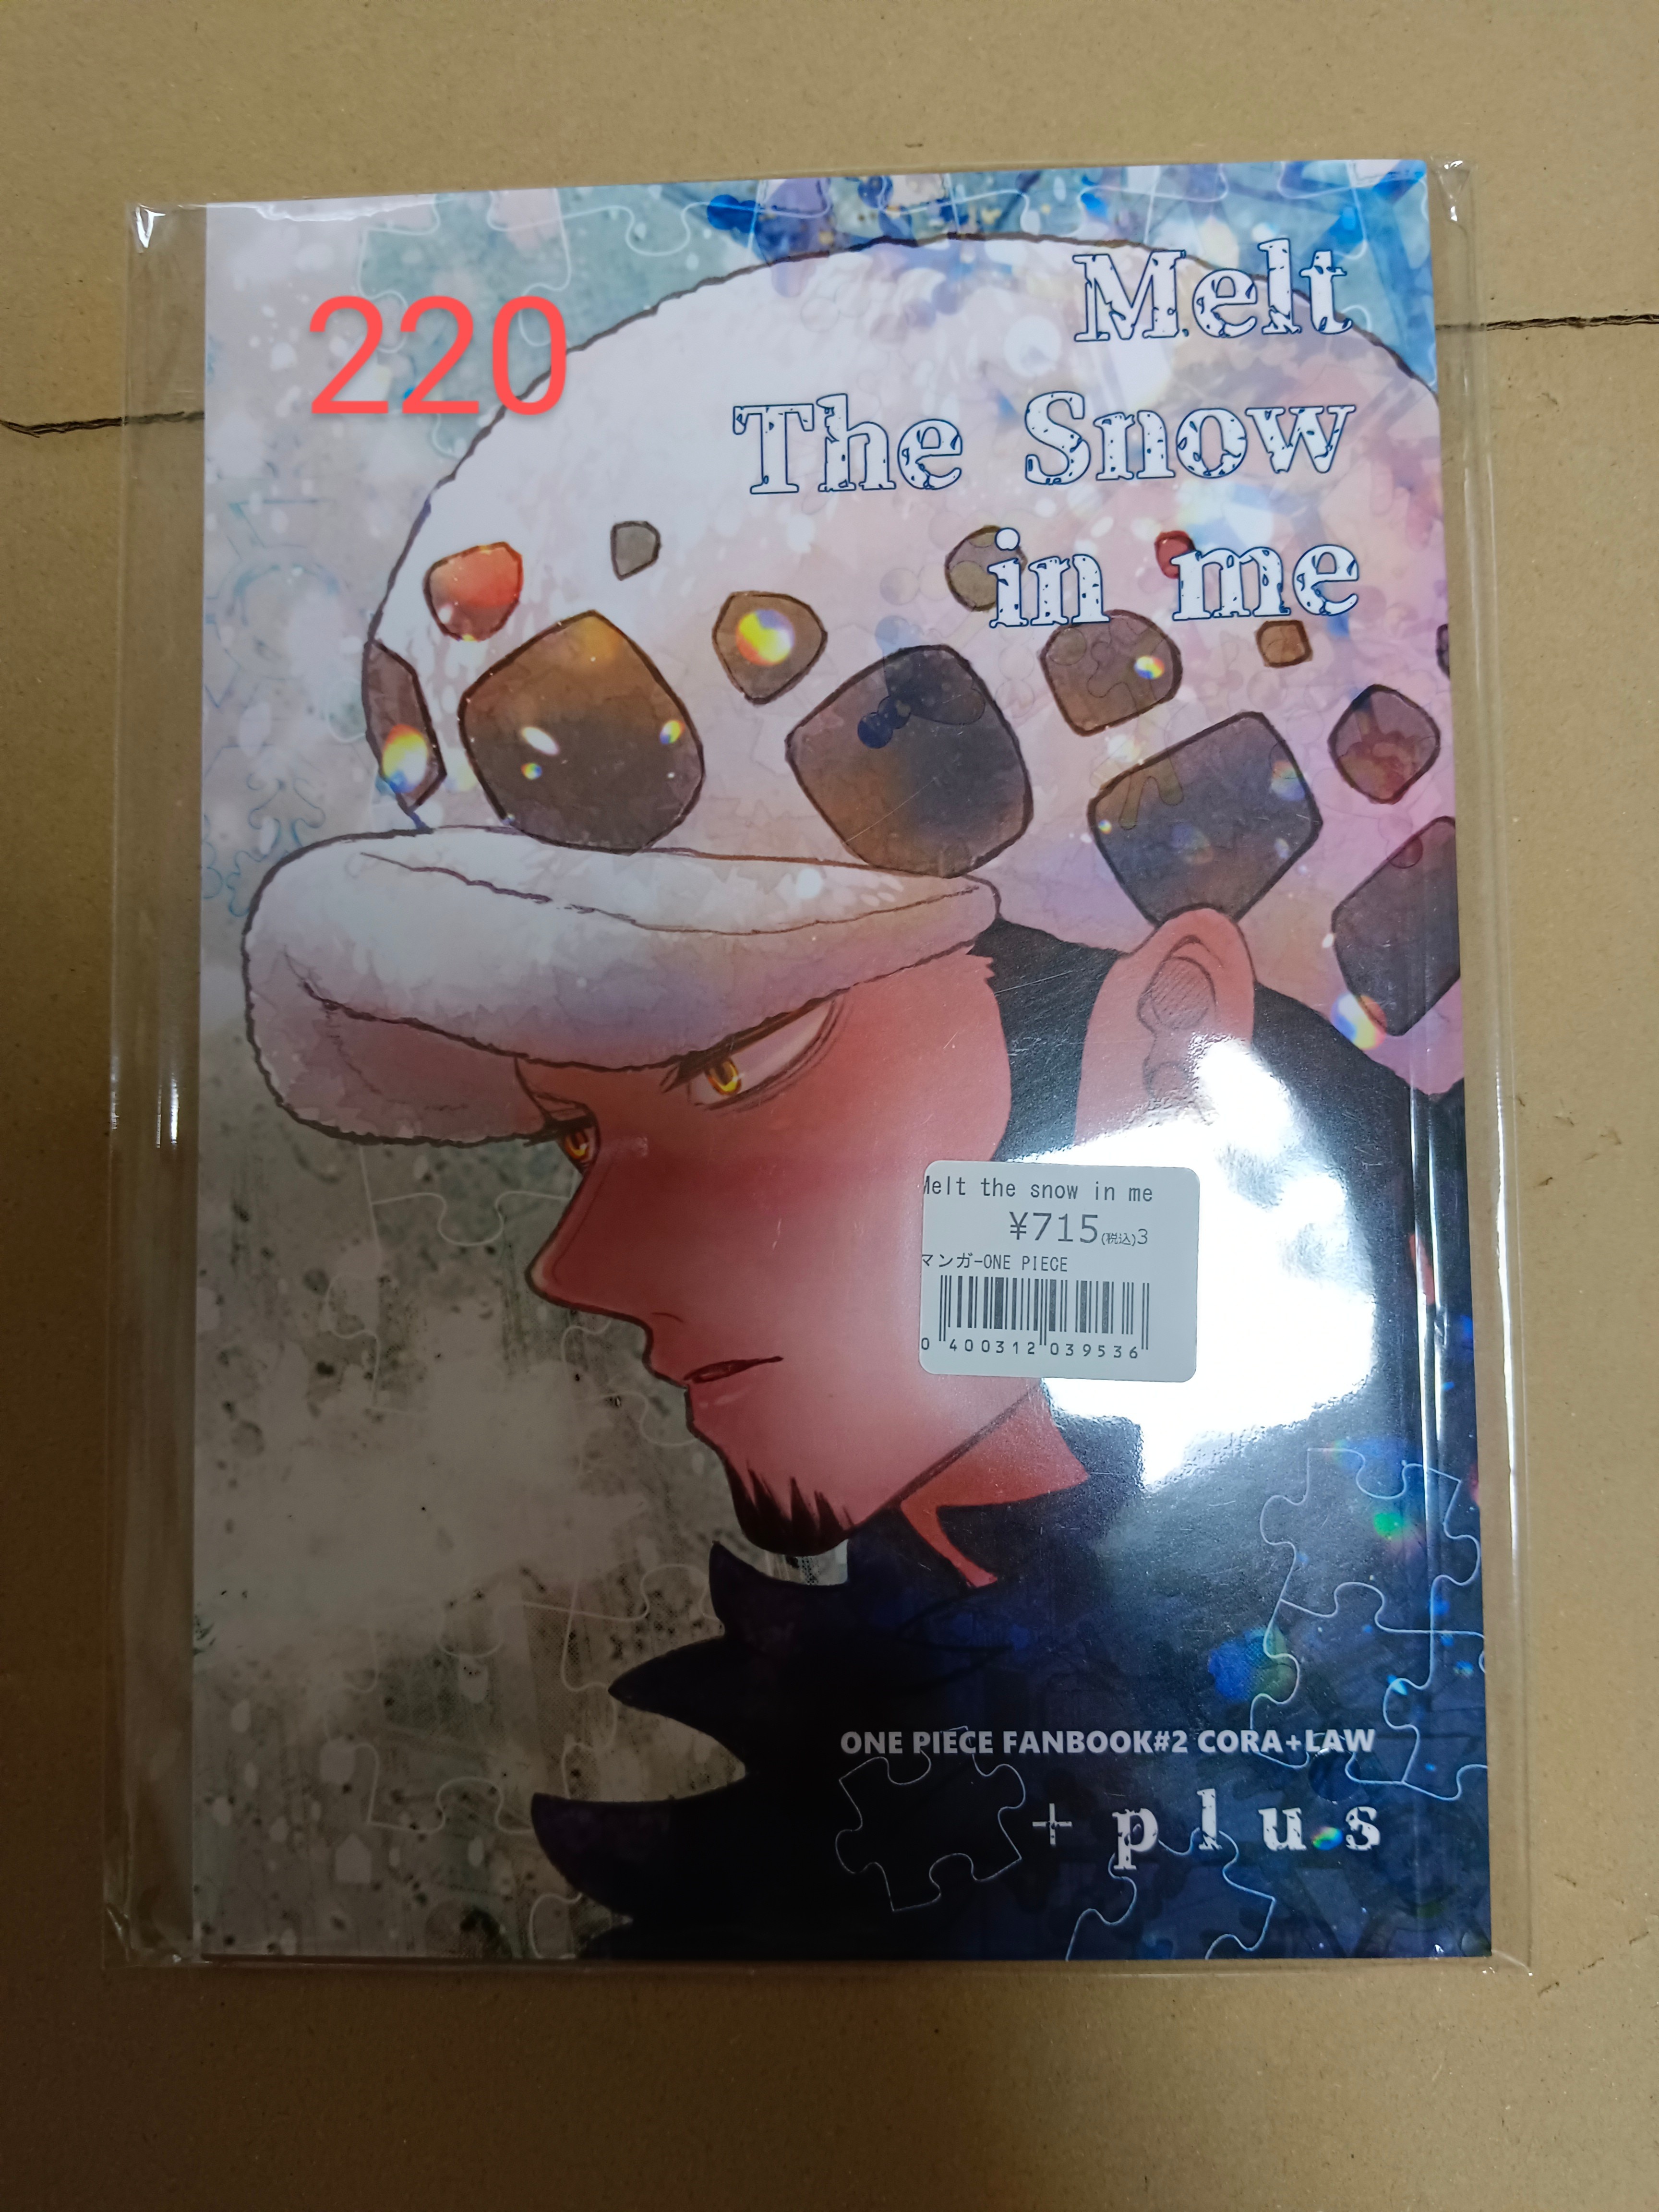 220
Melt
The Snow
in me
Melt the snow in me
¥715(税込)3
マンガ-ONE PIECE
0 400312 039536
ONE PIECE FANBOOK#2 CORA+LAW
+plus